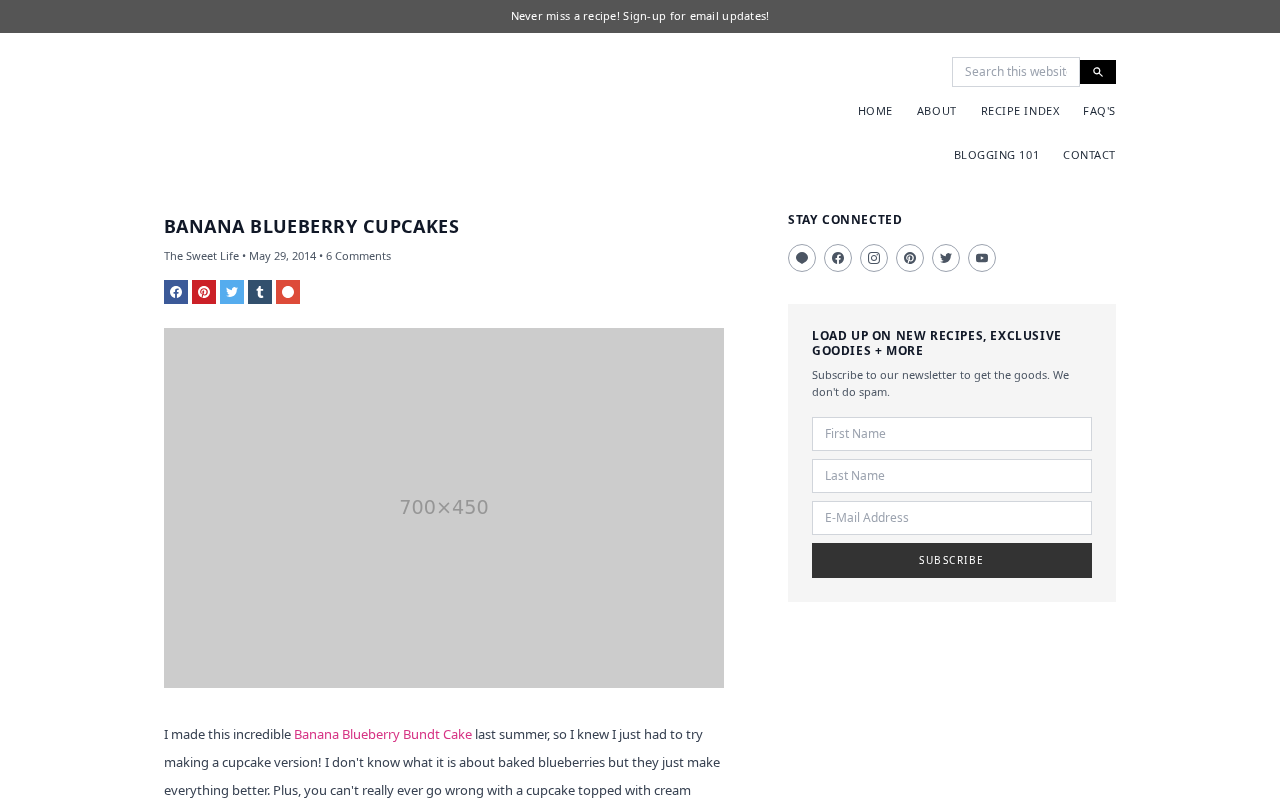 Never miss a recipe! Sign-up for email updates!
Search this websit
HOME ABOUT RECIPE INDEX FAQ'S
BLOGGING 101 CONTACT
BANANA BLUEBERRY CUPCAKES
The Sweet Life • May 29, 2014 • 6 Comments
700×450
I made this incredible Banana Blueberry Bundt Cake last summer, so I knew I just had to try
making a cupcake version! I don't know what it is about baked blueberries but they just make
everything better. Plus, you can't really ever go wrong with a cupcake topped with cream
STAY CONNECTED
LOAD UP ON NEW RECIPES, EXCLUSIVE
GOODIES + MORE
Subscribe to our newsletter to get the goods. We
don't do spam.
First Name
Last Name
E-Mail Address
SUBSCRIBE